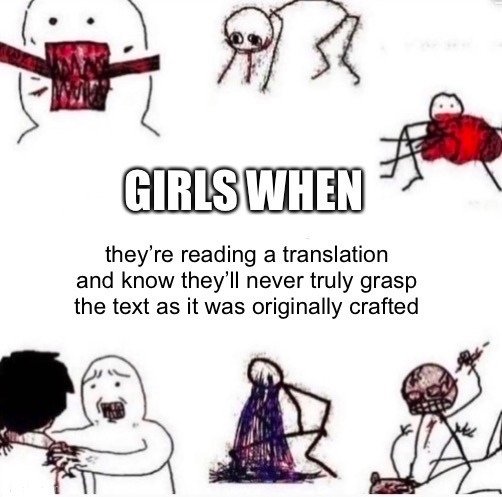 GIRLS WHEN
they’re reading a translation
and know they’ll never truly grasp
the text as it was originally crafted